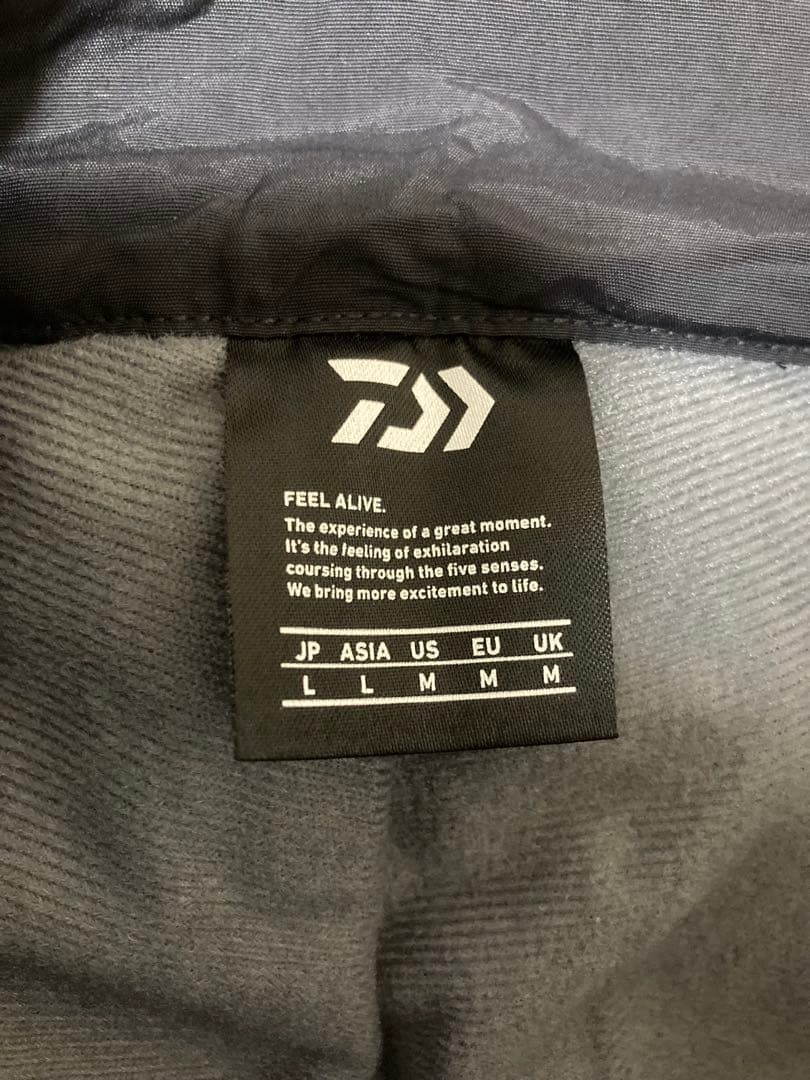 FEEL ALIVE.
The experience of a great moment.
It's the feeling of exhilaration
coursing through the five senses.
We bring more excitement to life.
JP ASIA US EU UK
L L M M M